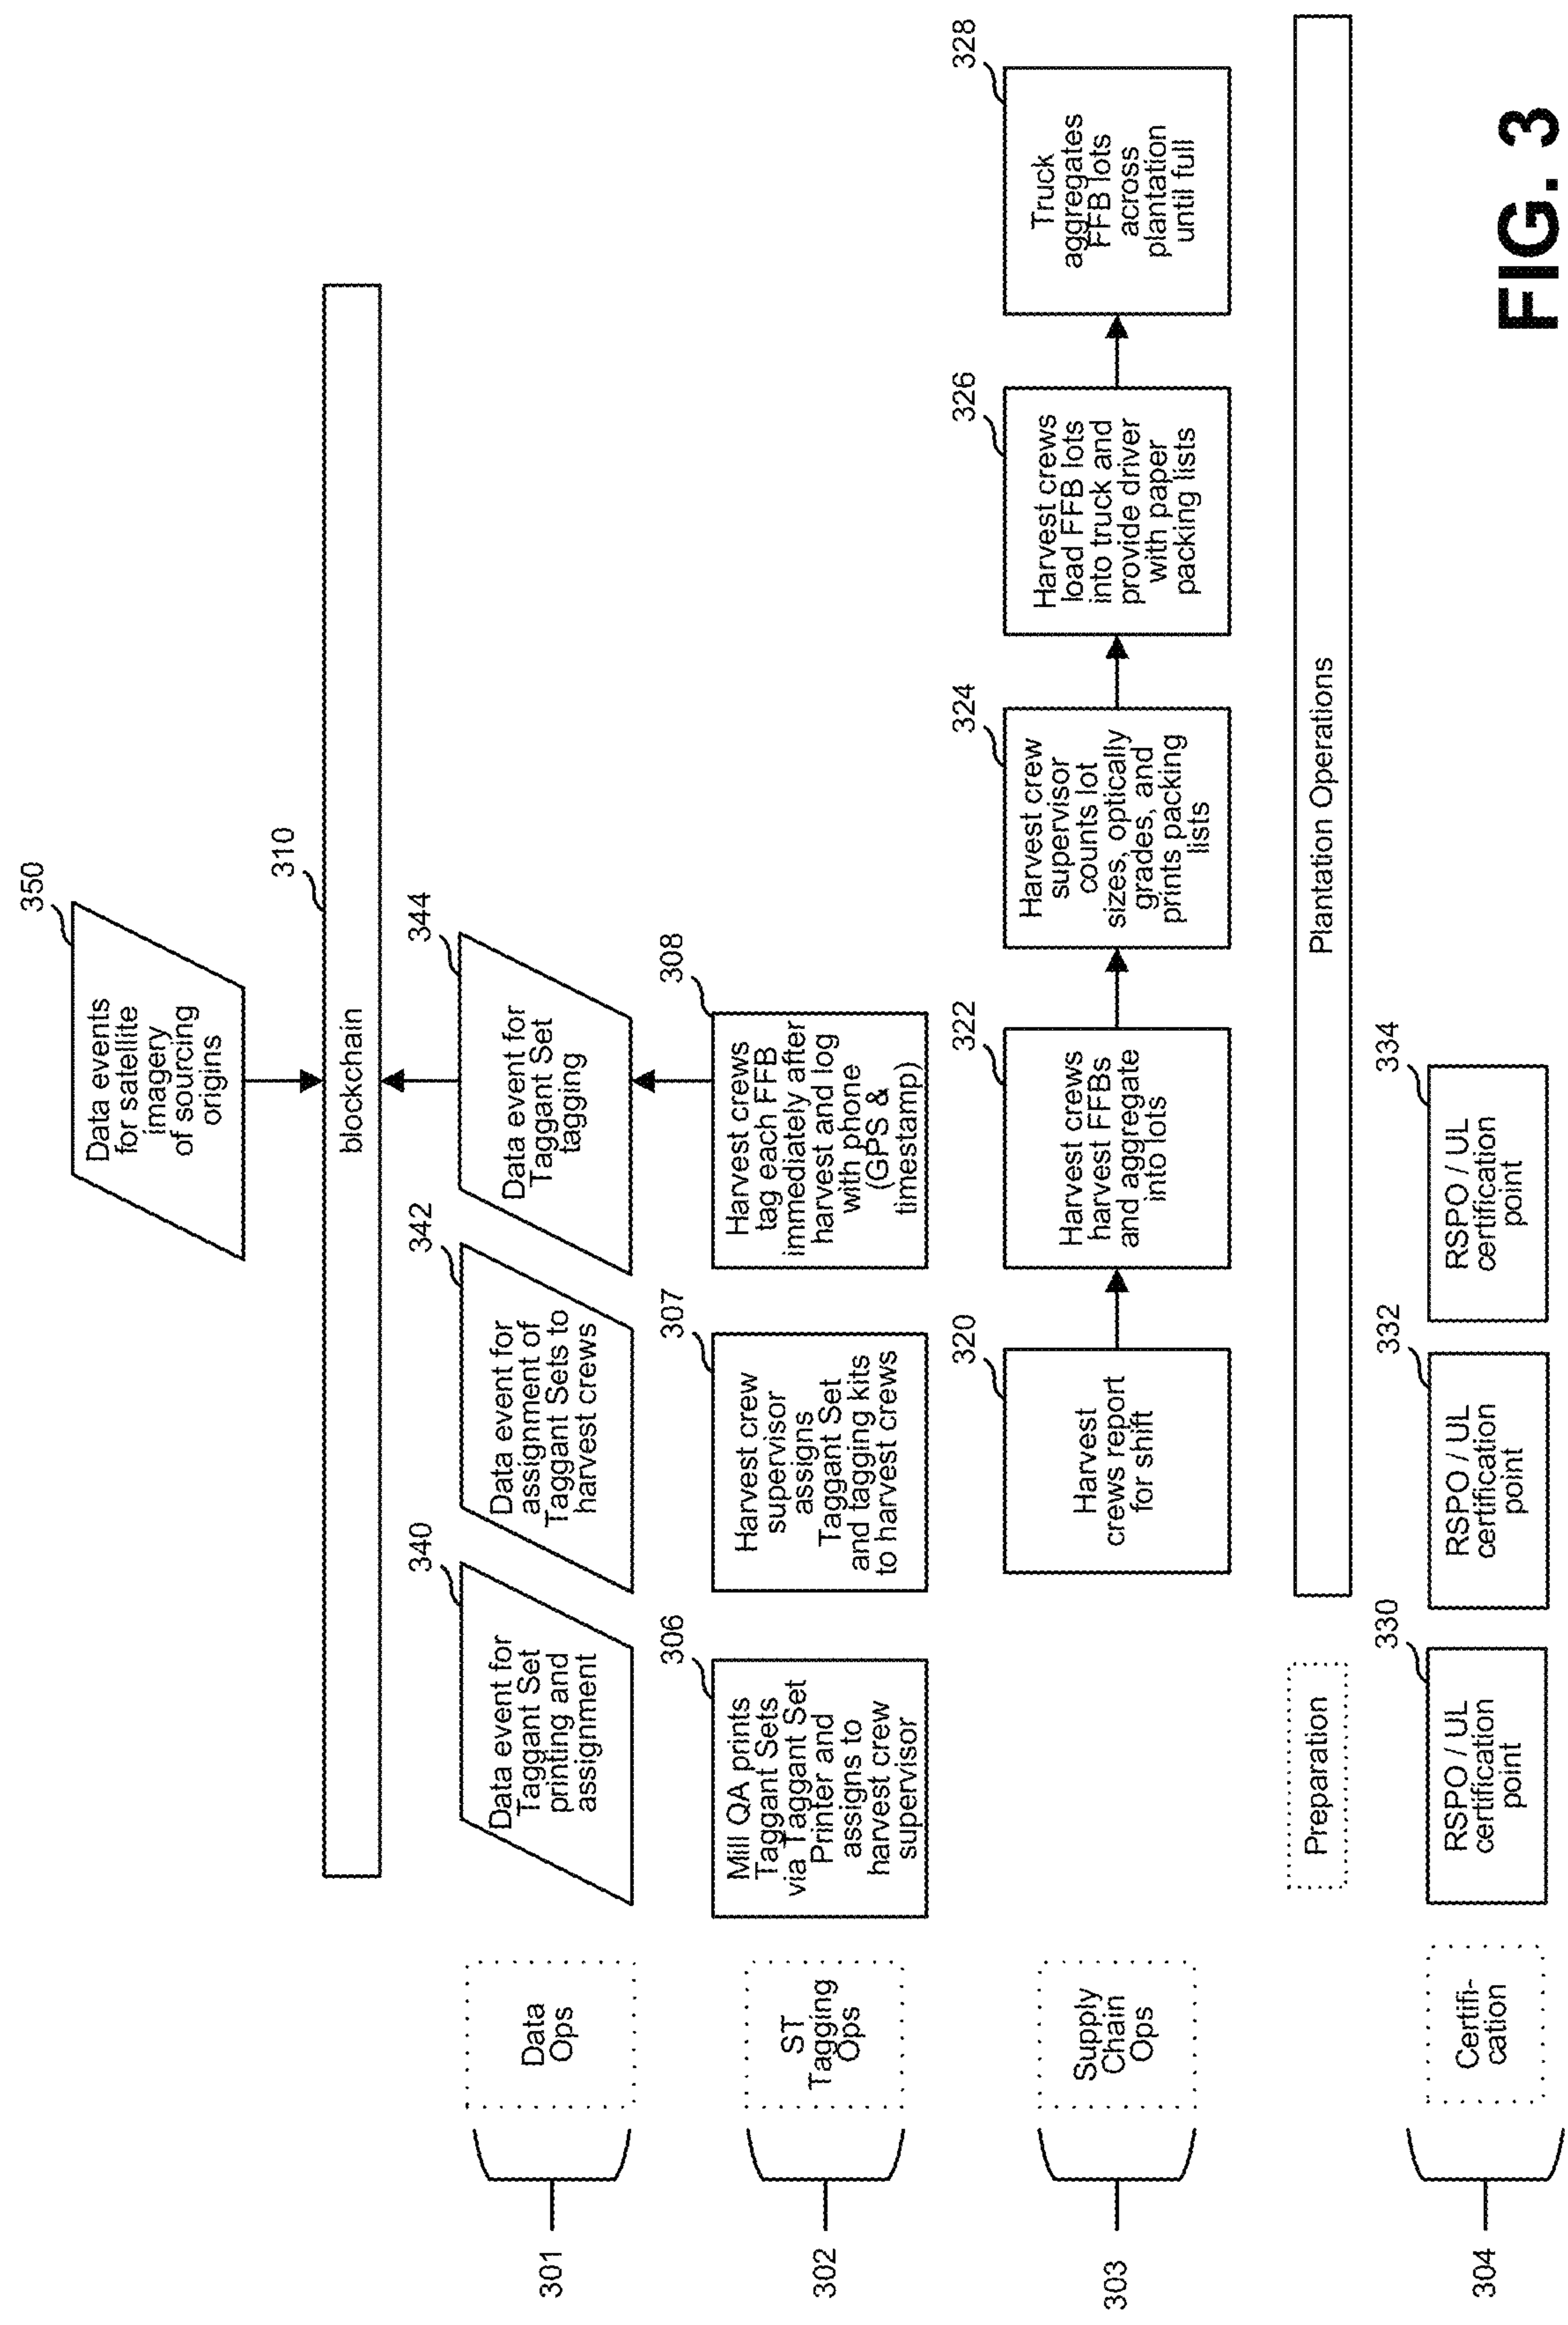 350
Data events
for satellite
imagery
of sourcing
origins
310
blockchain
301
Data
Ops
340
Data event for
Taggant Set
printing and
assignment
342
Data event for
assignment of
Taggant Sets to
harvest crews
344
Data event for
Taggant Set
tagging
302
ST
Tagging
Ops
306
Mill QA prints
Taggant Sets
via Taggant Set
Printer and
assigns to
harvest crew
supervisor
307
Harvest crew
supervisor
assigns
Taggant Set
and tagging kits
to harvest crews
308
Harvest crews
tag each FFB
immediately after
harvest and log
with phone
(GPS &
timestamp)
303
Supply
Chain
Ops
320
Harvest
crews report
for shift
322
Harvest crews
harvest FFBs
and aggregate
into lots
324
Harvest crew
supervisor
counts lot
sizes, optically
grades, and
prints packing
lists
326
Harvest crews
load FFB lots
into truck and
provide driver
with paper
packing lists
328
Truck
aggregates
FFB lots
across
plantation
until full
Preparation
Plantation Operations
304
Certifi-
cation
330
RSPO / UL
certification
point
332
RSPO / UL
certification
point
334
RSPO / UL
certification
point
FIG. 3